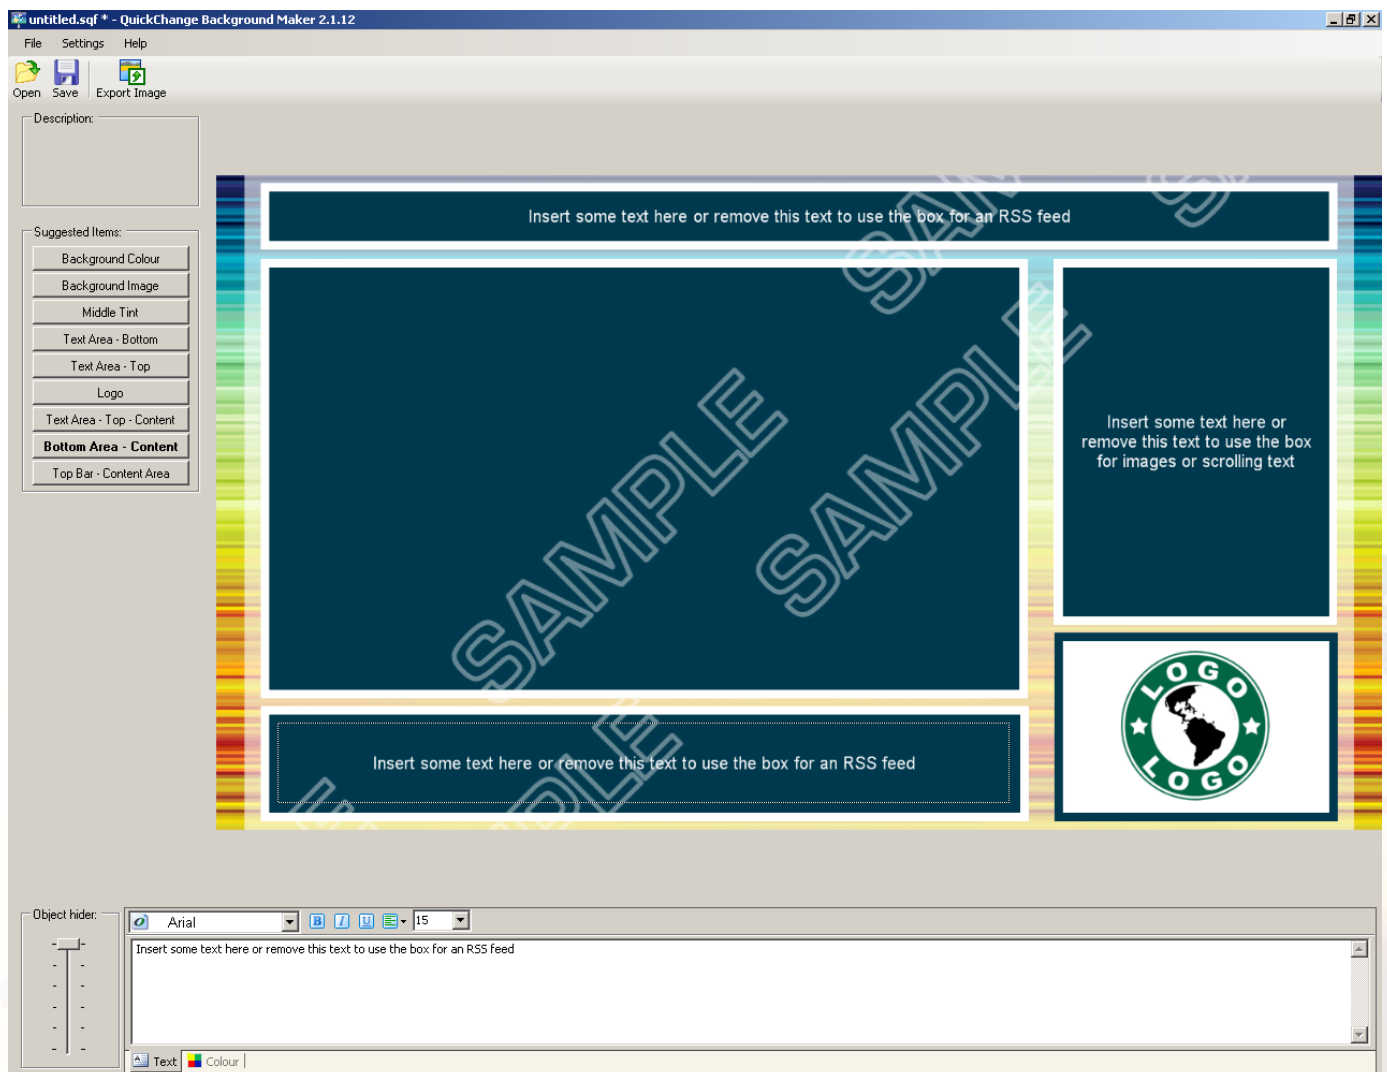 untitled.sqf * - QuickChange Background Maker 2.1.12
File Settings Help
Open Save Export Image
Description:
Suggested Items:
Background Colour
Background Image
Middle Tint
Text Area - Bottom
Text Area - Top
Logo
Text Area - Top - Content
Bottom Area - Content
Top Bar - Content Area
Insert some text here or remove this text to use the box for an RSS feed
SAMPLE
SAMPLE
Insert some text here or
remove this text to use the box
for images or scrolling text
LOGO
LOGO
Insert some text here or remove this text to use the box for an RSS feed
Object hider:
Arial B I U 15
Insert some text here or remove this text to use the box for an RSS feed
Text Colour